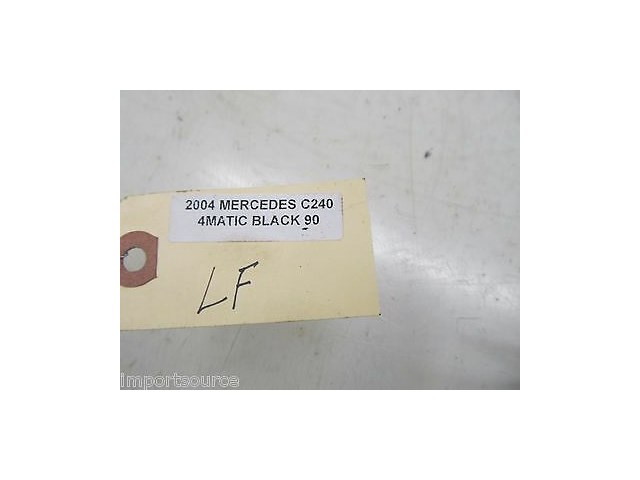 2004 MERCEDES C240
4MATIC BLACK 90
LF
importsource